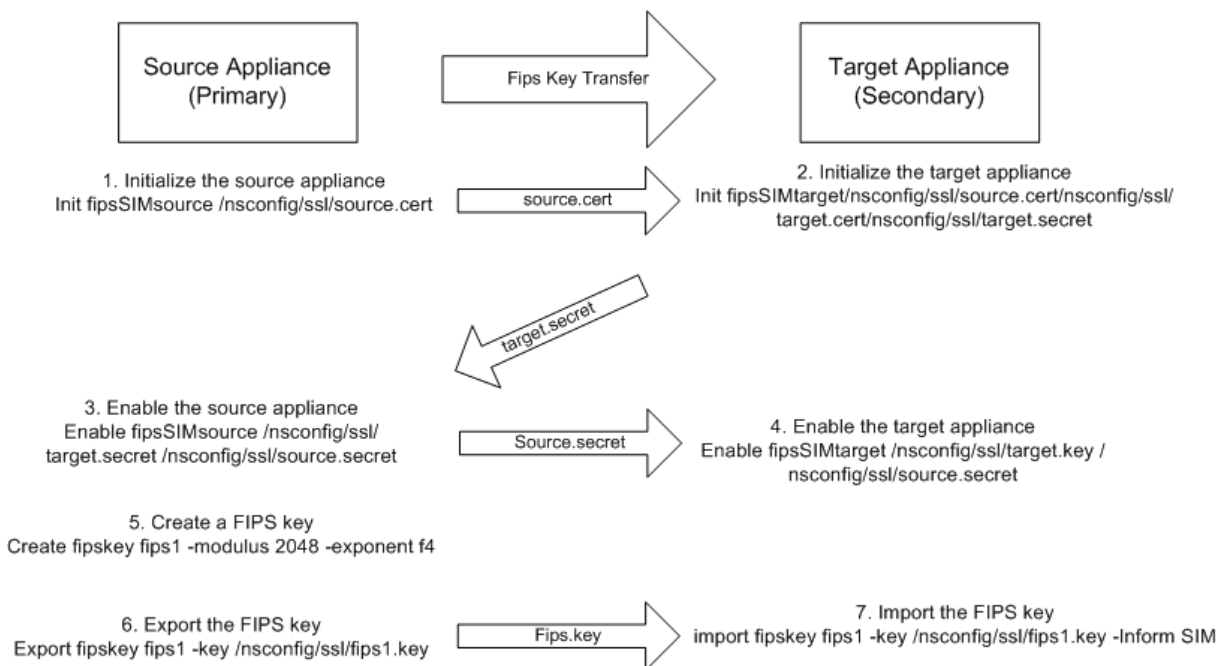 Source Appliance
(Primary)
Fips Key Transfer
Target Appliance
(Secondary)
1. Initialize the source appliance
Init fipsSIMsource /nsconfig/ssl/source.cert
source.cert
2. Initialize the target appliance
Init fipsSIMtarget/nsconfig/ssl/source.cert/nsconfig/ssl/
target.cert/nsconfig/ssl/target.secret
target.secret
3. Enable the source appliance
Enable fipsSIMsource /nsconfig/ssl/
target.secret /nsconfig/ssl/source.secret
Source.secret
4. Enable the target appliance
Enable fipsSIMtarget /nsconfig/ssl/target.key /
nsconfig/ssl/source.secret
5. Create a FIPS key
Create fipskey fips1 -modulus 2048 -exponent f4
6. Export the FIPS key
Export fipskey fips1 -key /nsconfig/ssl/fips1.key
Fips.key
7. Import the FIPS key
import fipskey fips1 -key /nsconfig/ssl/fips1.key -Inform SIM